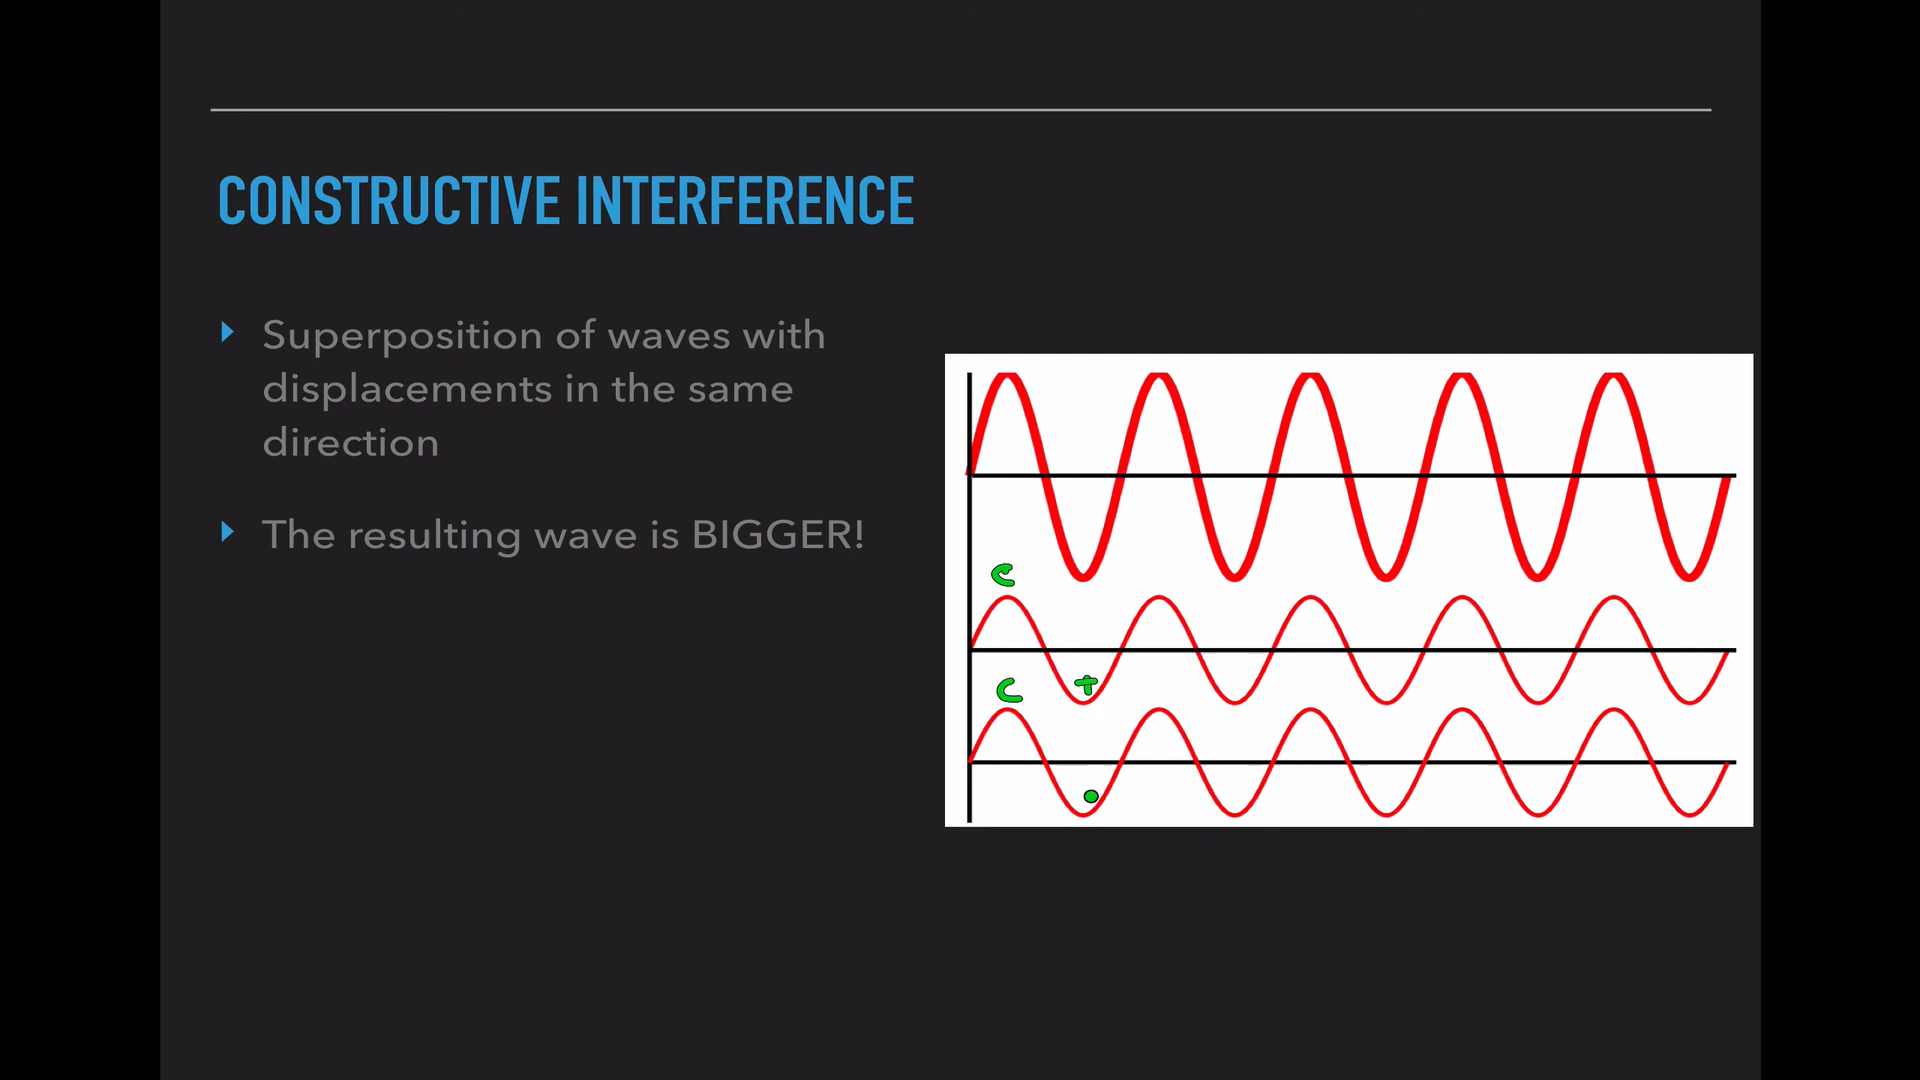 CONSTRUCTIVE INTERFERENCE
Superposition of waves with
displacements in the same
direction
The resulting wave is BIGGER!
C
C
T